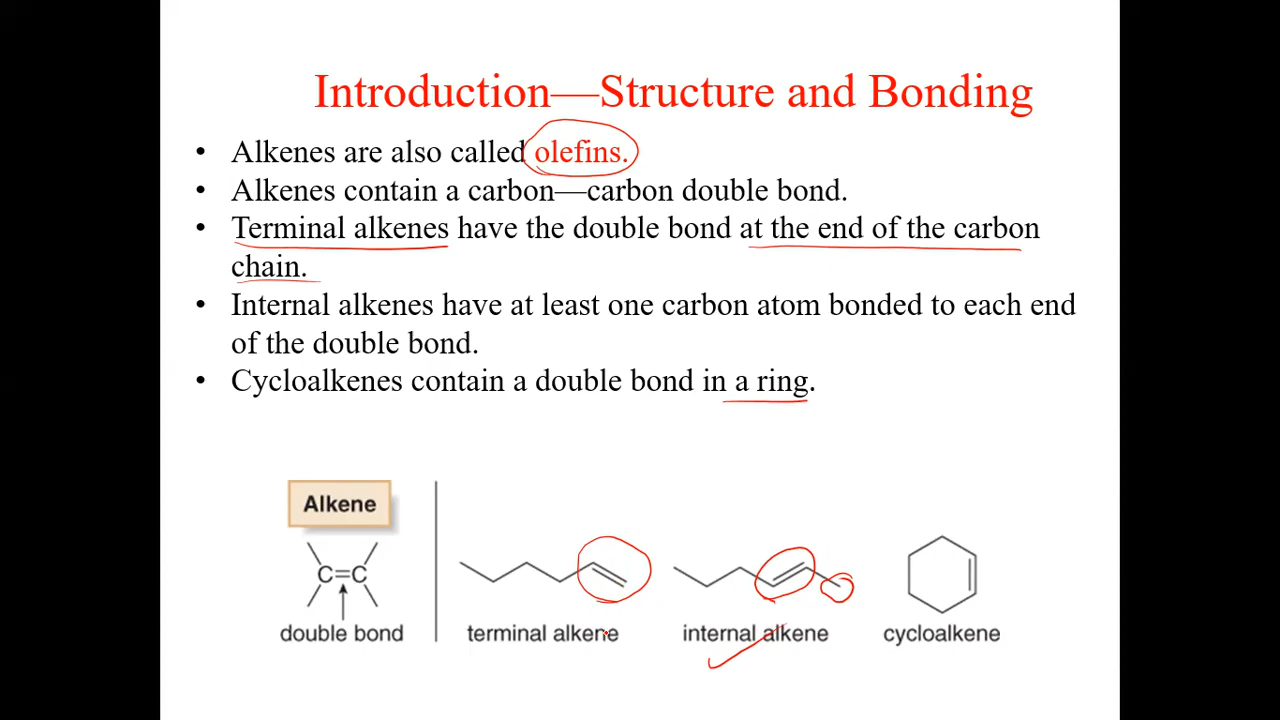 Introduction—Structure and Bonding
• Alkenes are also called olefins.
• Alkenes contain a carbon—carbon double bond.
• Terminal alkenes have the double bond at the end of the carbon
chain.
• Internal alkenes have at least one carbon atom bonded to each end
of the double bond.
• Cycloalkenes contain a double bond in a ring.
Alkene
C=C
double bond
terminal alkene
internal alkene
cycloalkene